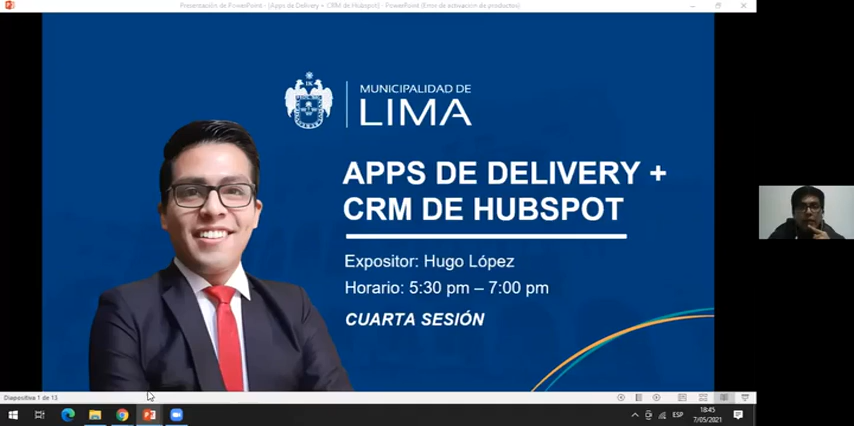 Presentación de PowerPoint - [Apps de Delivery + CRM de Hubspot] - PowerPoint (Error de activación de productos)
MUNICIPALIDAD DE
LIMA
APPS DE DELIVERY +
CRM DE HUBSPOT
Expositor: Hugo López
Horario: 5:30 pm – 7:00 pm
CUARTA SESIÓN
Diapositiva 1 de 13
ESP
18:45
7/05/2021